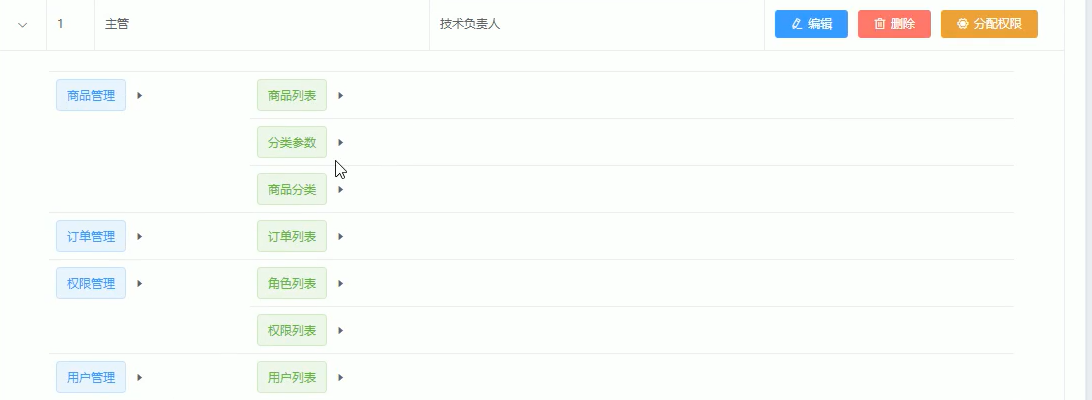 1 主管 技术负责人 编辑 删除 分配权限
商品管理 商品列表
分类参数
商品分类
订单管理 订单列表
权限管理 角色列表
权限列表
用户管理 用户列表